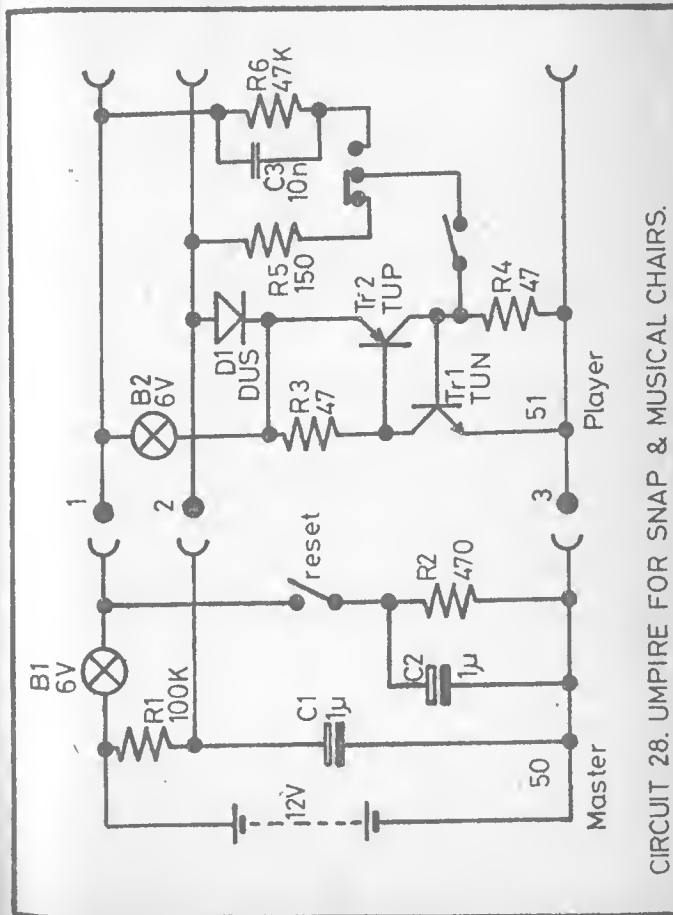 B1
6V
R1
100K
C1
1μ
12V
50
Master
reset
C2
1μ
R2
470
1
2
3
B2
6V
D1
DUS
R3
47
Tr1
TUN
Tr2
TUP
R4
47
51
Player
R5
150
C3
10n
R6
47K
CIRCUIT 28. UMPIRE FOR SNAP & MUSICAL CHAIRS.